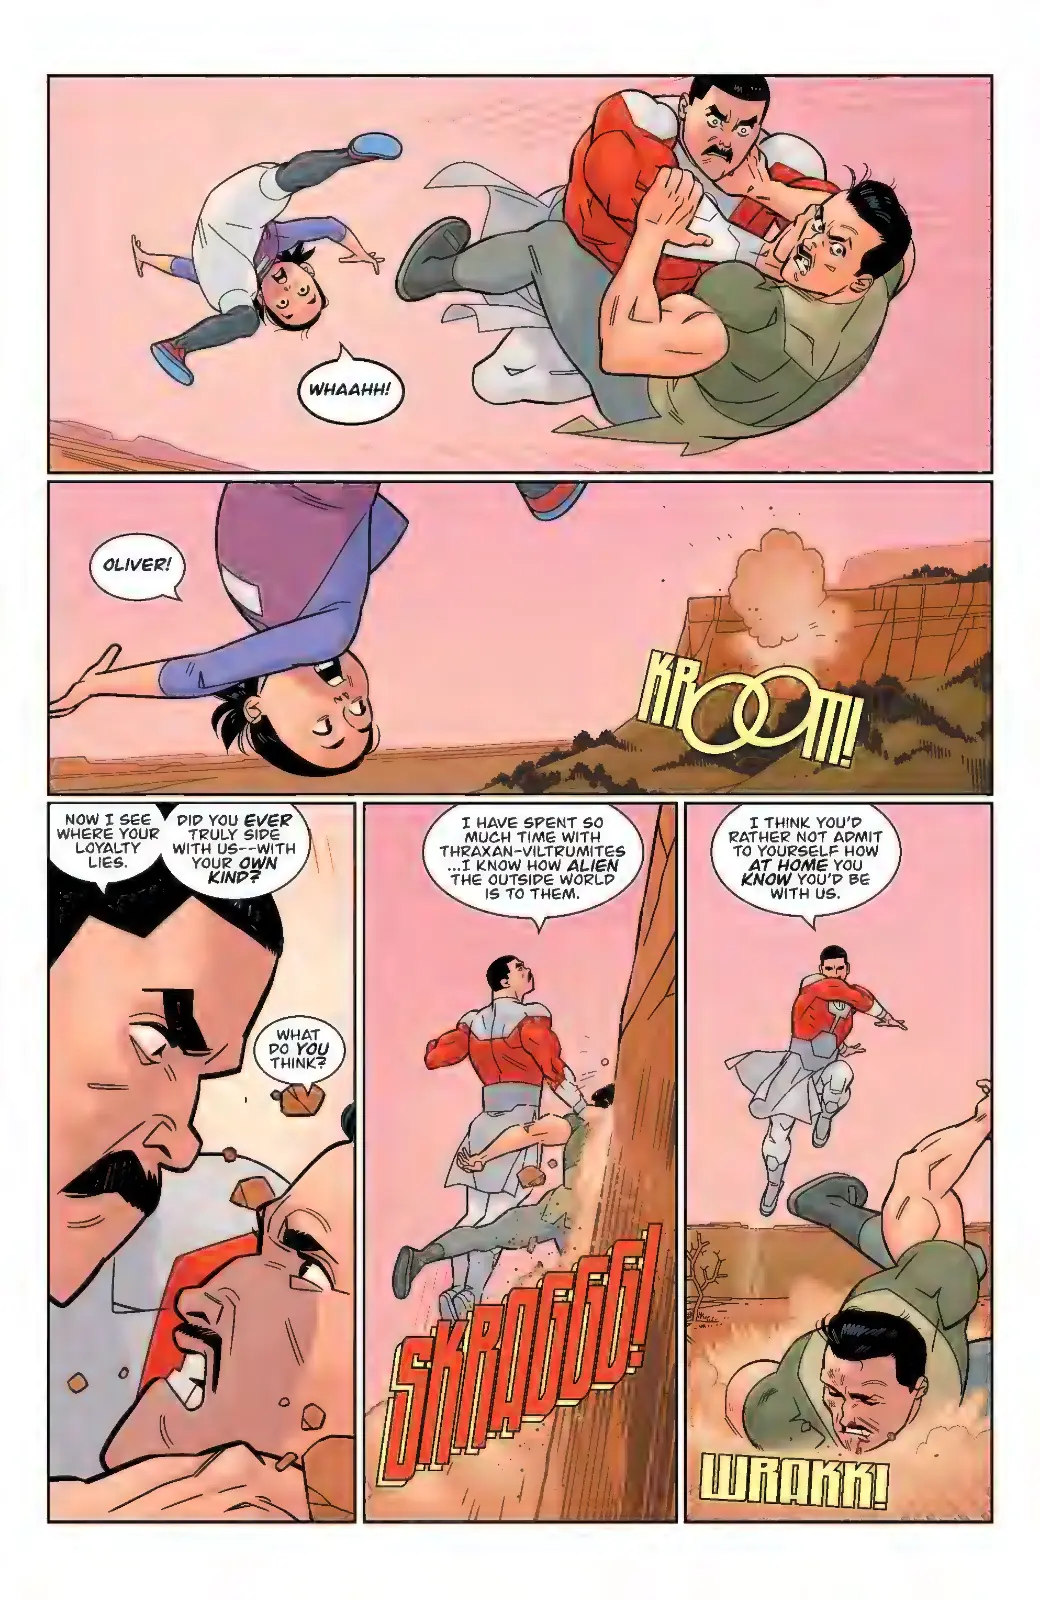 WHAAHH!
OLIVER!
KROOOM!
NOW I SEE
WHERE YOUR
LOYALTY
LIES.
DID YOU EVER
TRULY SIDE
WITH US--WITH
YOUR OWN
KIND?
WHAT
DO YOU
THINK?
I HAVE SPENT SO
MUCH TIME WITH
THRAXAN-VILTRUMITES
...I KNOW HOW ALIEN
THE OUTSIDE WORLD
IS TO THEM.
SKRAGGG!
I THINK YOU'D
RATHER NOT ADMIT
TO YOURSELF HOW
AT HOME YOU
KNOW YOU'D BE
WITH US.
WRAKK!